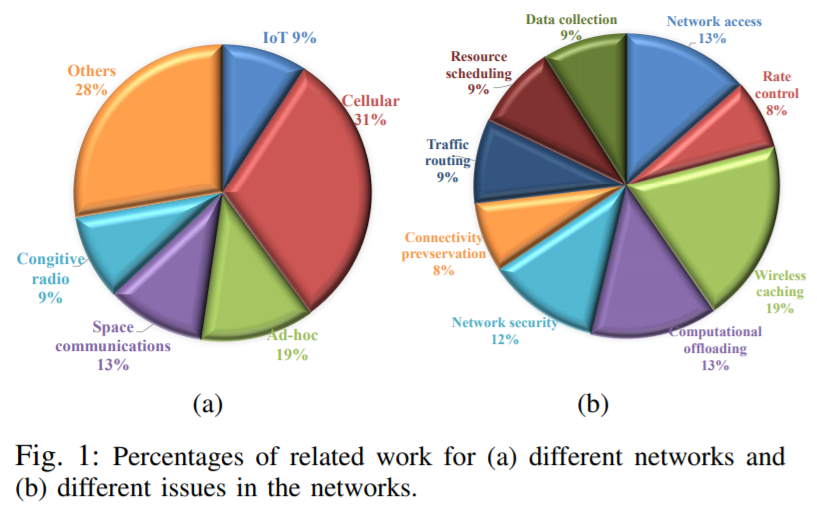 IoT 9%
Cellular
31%
Ad-hoc
19%
Space
communications
13%
Congitive
radio
9%
Others
28%
(a)
Network access
13%
Rate
control
8%
Wireless
caching
19%
Computational
offloading
13%
Network security
12%
Connectivity
prevservation
8%
Traffic
routing
9%
Resource
scheduling
9%
Data collection
9%
(b)
Fig. 1: Percentages of related work for (a) different networks and
(b) different issues in the networks.